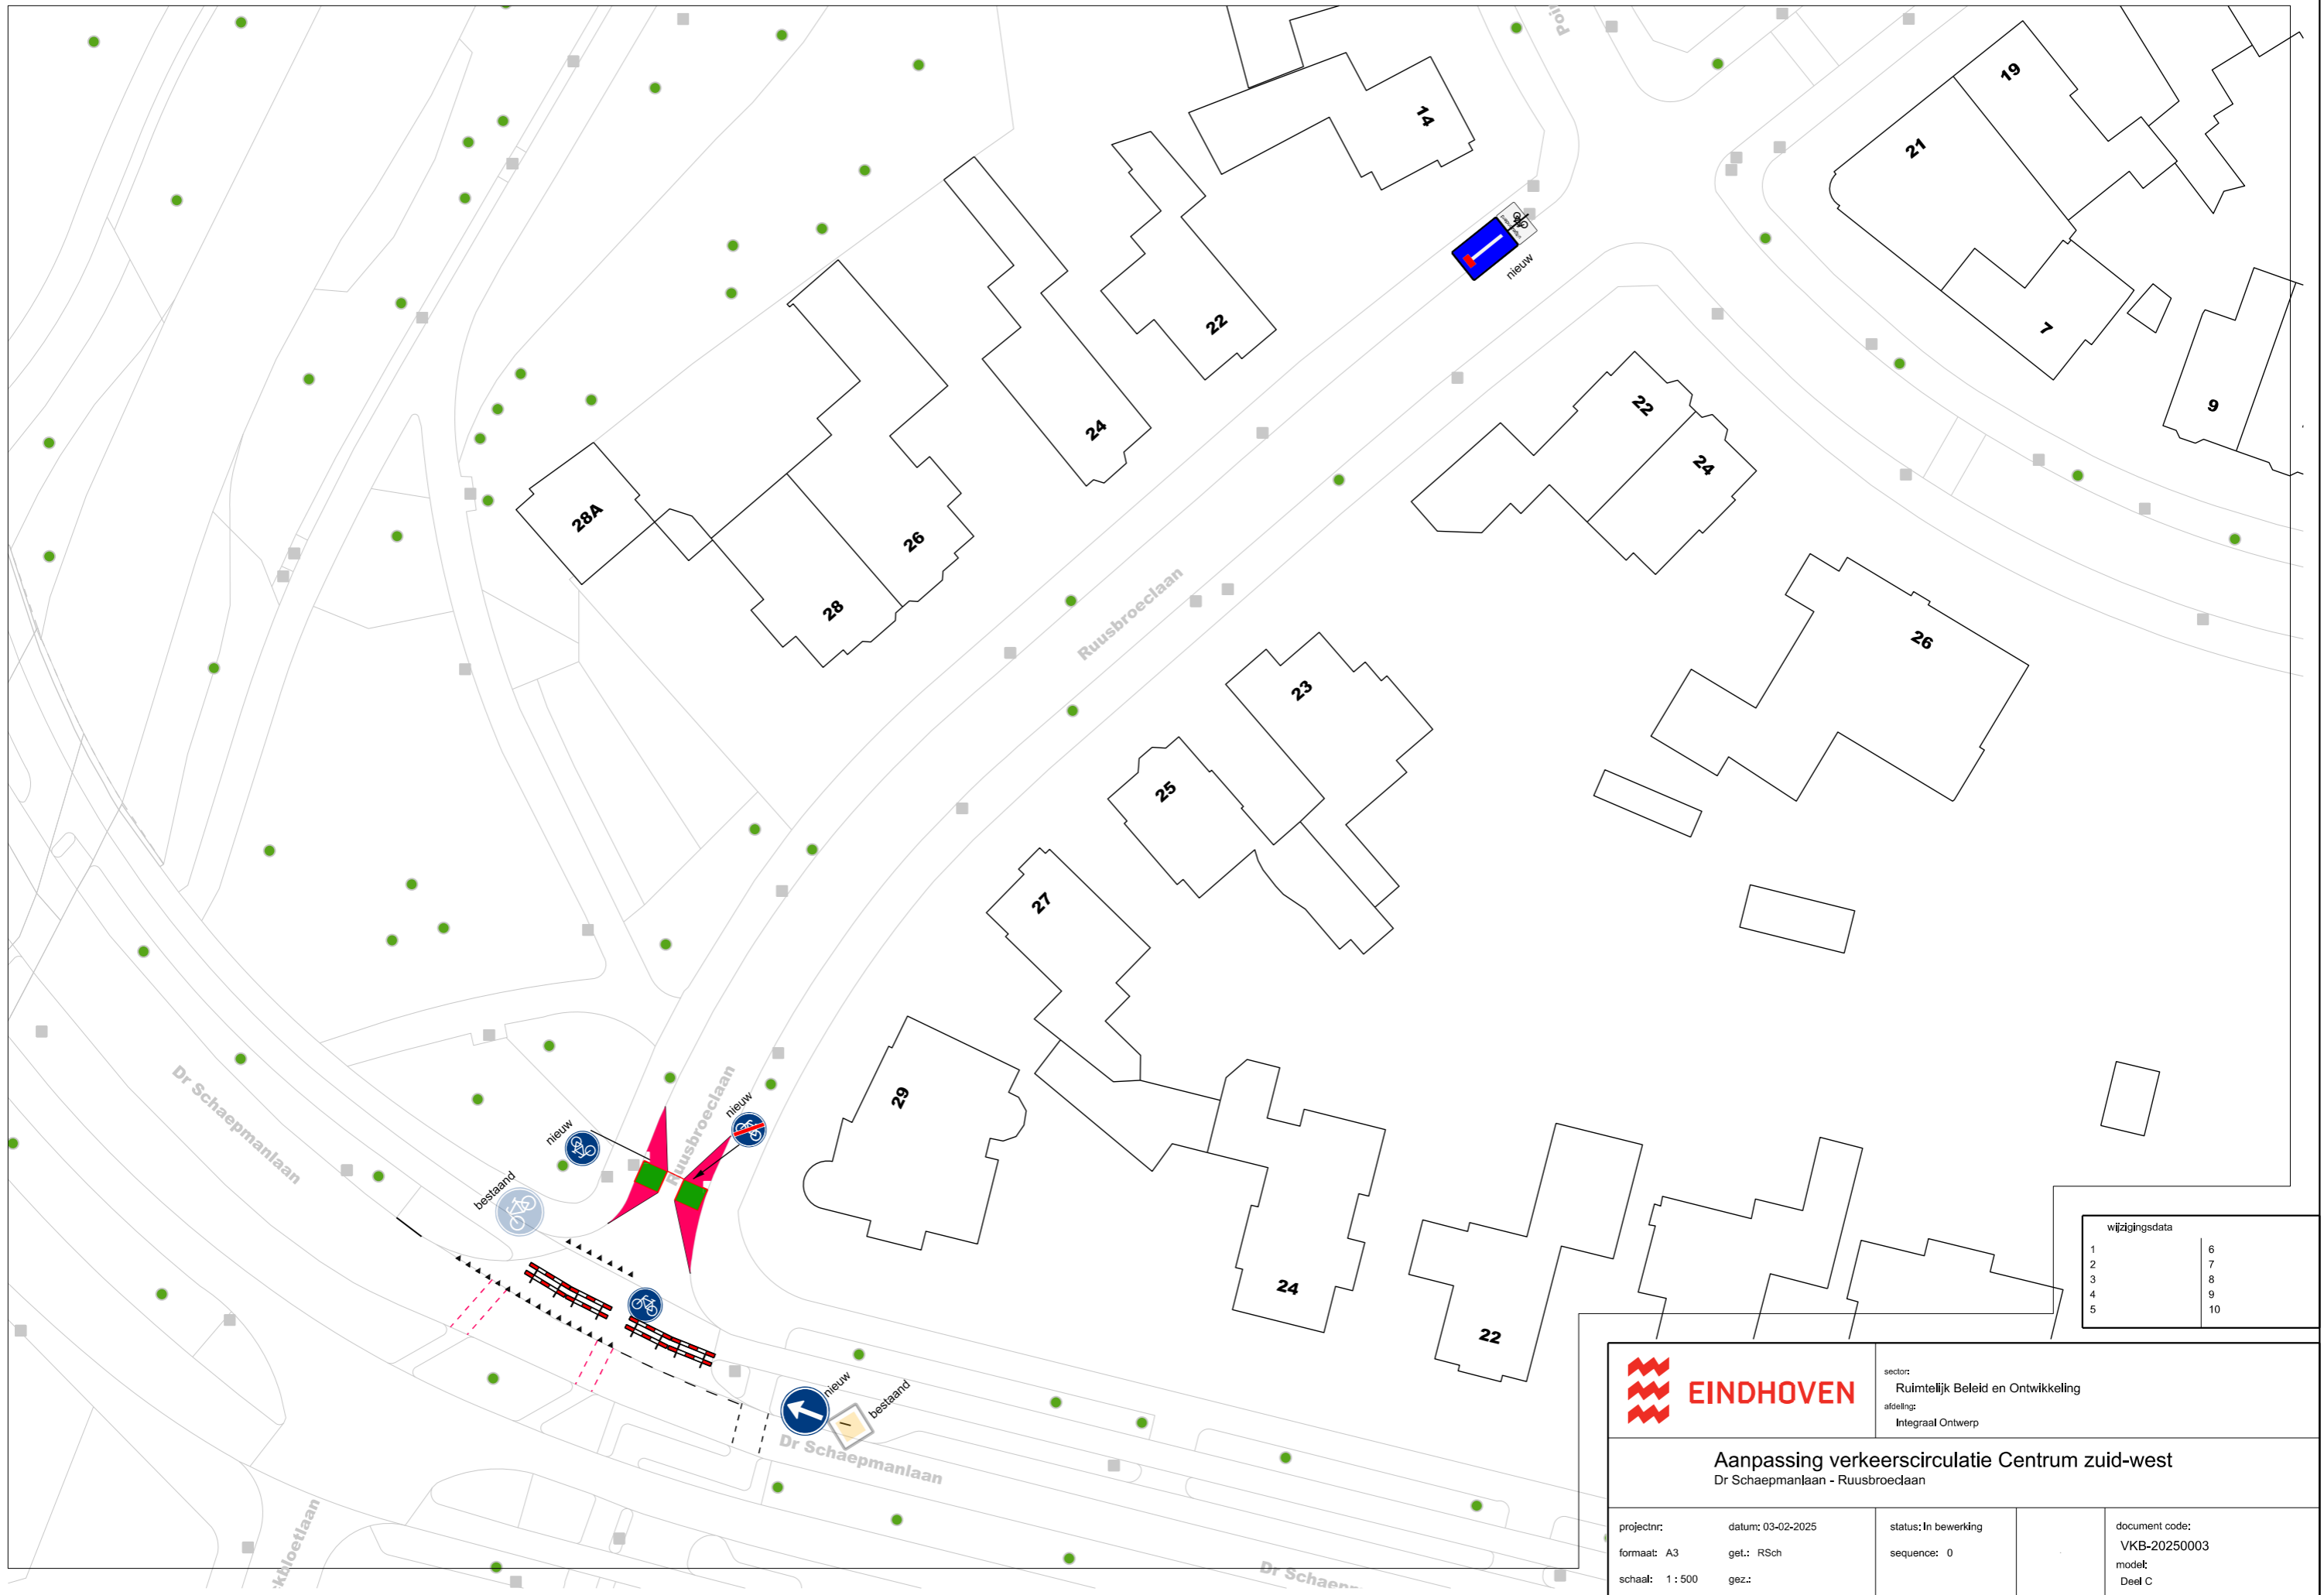 19
21
14
7
9
nieuw
22
22
24
24
28A
26
28
Ruusbroeclaan
26
23
25
27
29
Dr Schaepmanlaan
Ruusbroeclaan
nieuw
nieuw
bestaand
24
22
nieuw
bestaand
Dr Schaepmanlaan
wijzigingsdata
1 6
2 7
3 8
4 9
5 10
EINDHOVEN
sector:
Ruimtelijk Beleid en Ontwikkeling
afdeling:
Integraal Ontwerp
Aanpassing verkeerscirculatie Centrum zuid-west
Dr Schaepmanlaan - Ruusbroeclaan
projectnr: datum: 03-02-2025 status: In bewerking document code:
VKB-20250003
formaat: A3 get.: RSch sequence: 0
model:
schaal: 1 : 500 gez.: Deel C